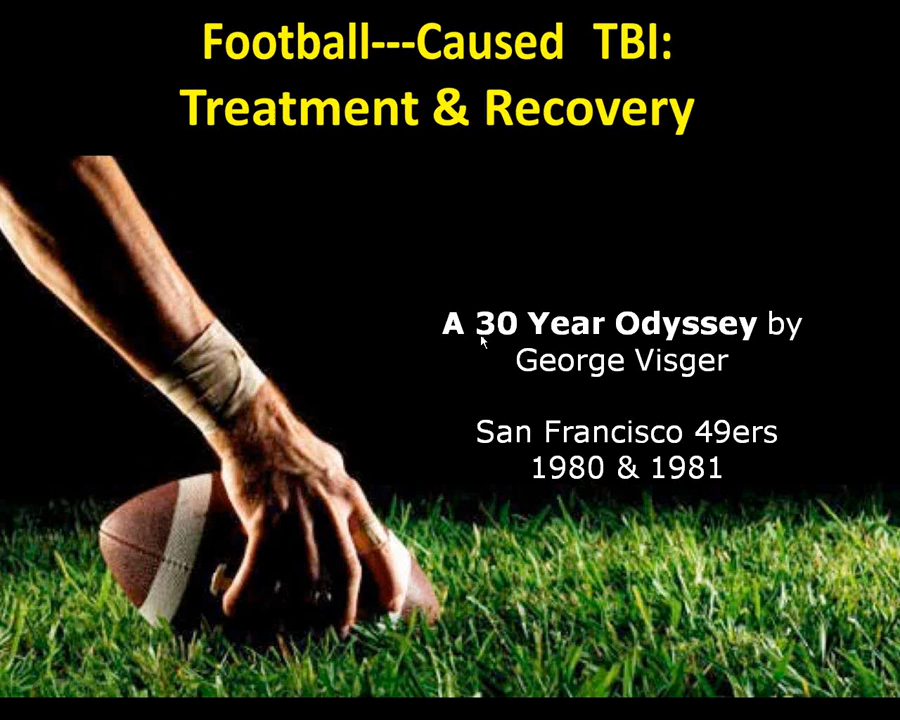 Football---Caused TBI:
Treatment & Recovery
A 30 Year Odyssey by
George Visger
San Francisco 49ers
1980 & 1981